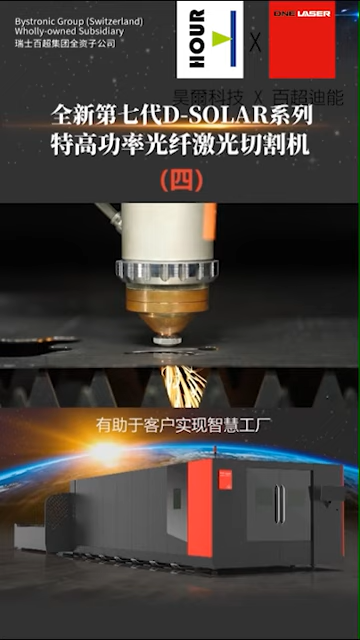 Bystronic Group (Switzerland)
Wholly-owned Subsidiary
瑞士百超集团全资子公司
HOUR
X
DNE LASER
昊爾科技 X 百超迪能
全新第七代D-SOLAR系列
特高功率光纤激光切割机
(四)
有助于客户实现智慧工厂